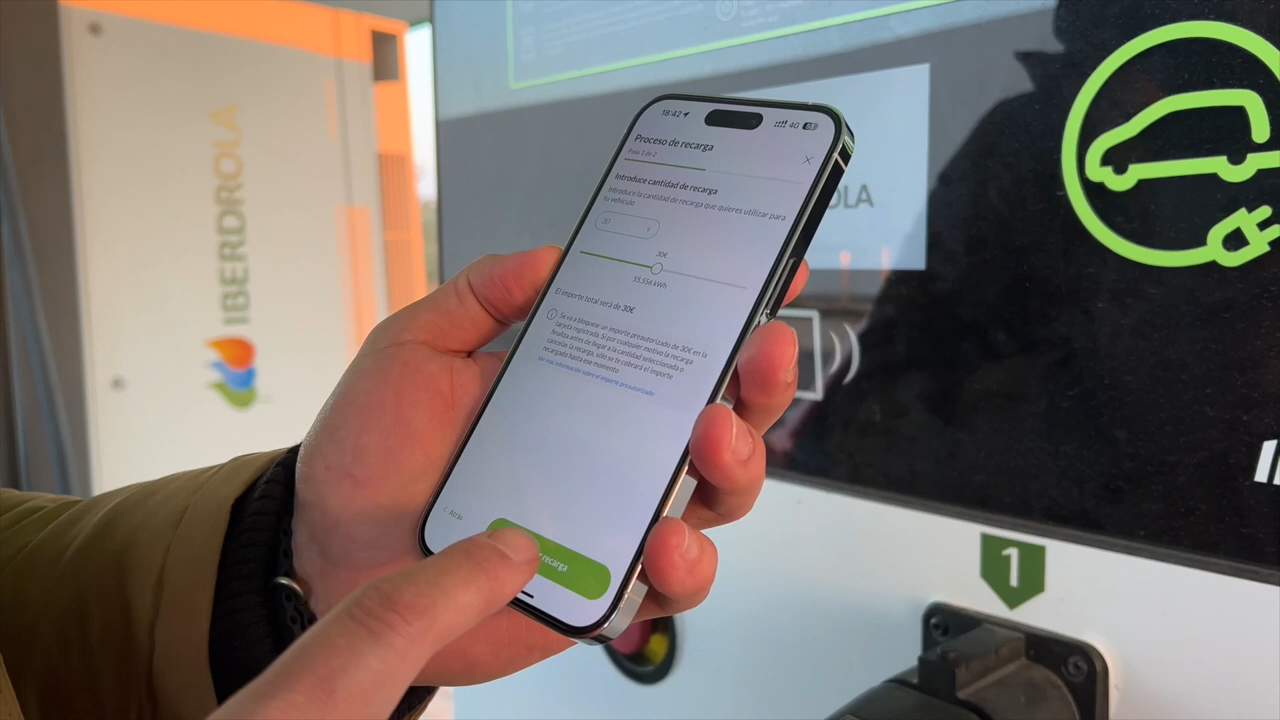 IBERDROLA
18:42
4G
63
Proceso de recarga
Paso 1 de 2
Introduce cantidad de recarga
Introduce la cantidad de recarga que quieres utilizar para
tu vehículo
30 €
30€
55,556 kWh
El importe total será de 30€
Se va a bloquear un importe preautorizado de 30€ en la
tarjeta registrada. Si por cualquier motivo la recarga
finaliza antes de llegar a la cantidad seleccionada o
cancelas la recarga, sólo se te cobrará el importe
recargado hasta ese momento
Ver más información sobre el importe preautorizado
Atrás
recarga
OLA
1